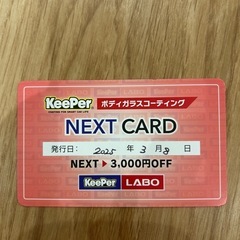 KeePer
ボディガラスコーティング
NEXT CARD
発行日: 2025 年 3 月 8 日
NEXT▶3,000円OFF
KeePer LABO